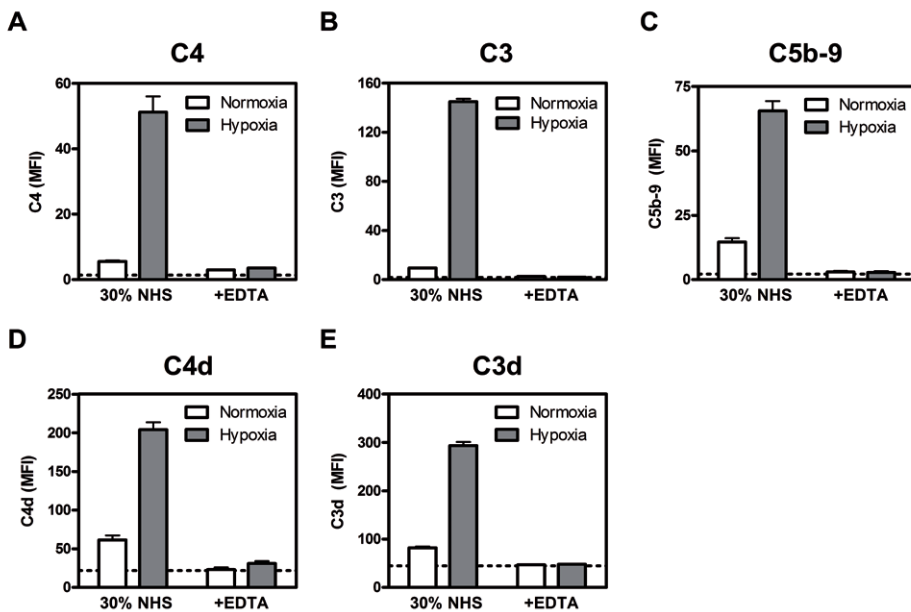 A
C4
C4 (MFI)
60
40
20
0
Normoxia
Hypoxia
30% NHS
+EDTA
B
C3
C3 (MFI)
160
120
80
40
0
Normoxia
Hypoxia
30% NHS
+EDTA
C
C5b-9
C5b-9 (MFI)
75
50
25
0
Normoxia
Hypoxia
30% NHS
+EDTA
D
C4d
C4d (MFI)
250
200
150
100
50
0
Normoxia
Hypoxia
30% NHS
+EDTA
E
C3d
C3d (MFI)
400
300
200
100
0
Normoxia
Hypoxia
30% NHS
+EDTA